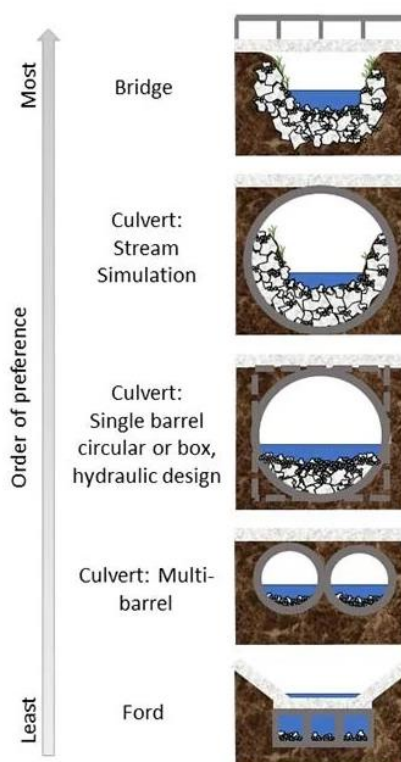 Most
Order of preference
Least
Bridge
Culvert:
Stream
Simulation
Culvert:
Single barrel
circular or box,
hydraulic design
Culvert: Multi-
barrel
Ford